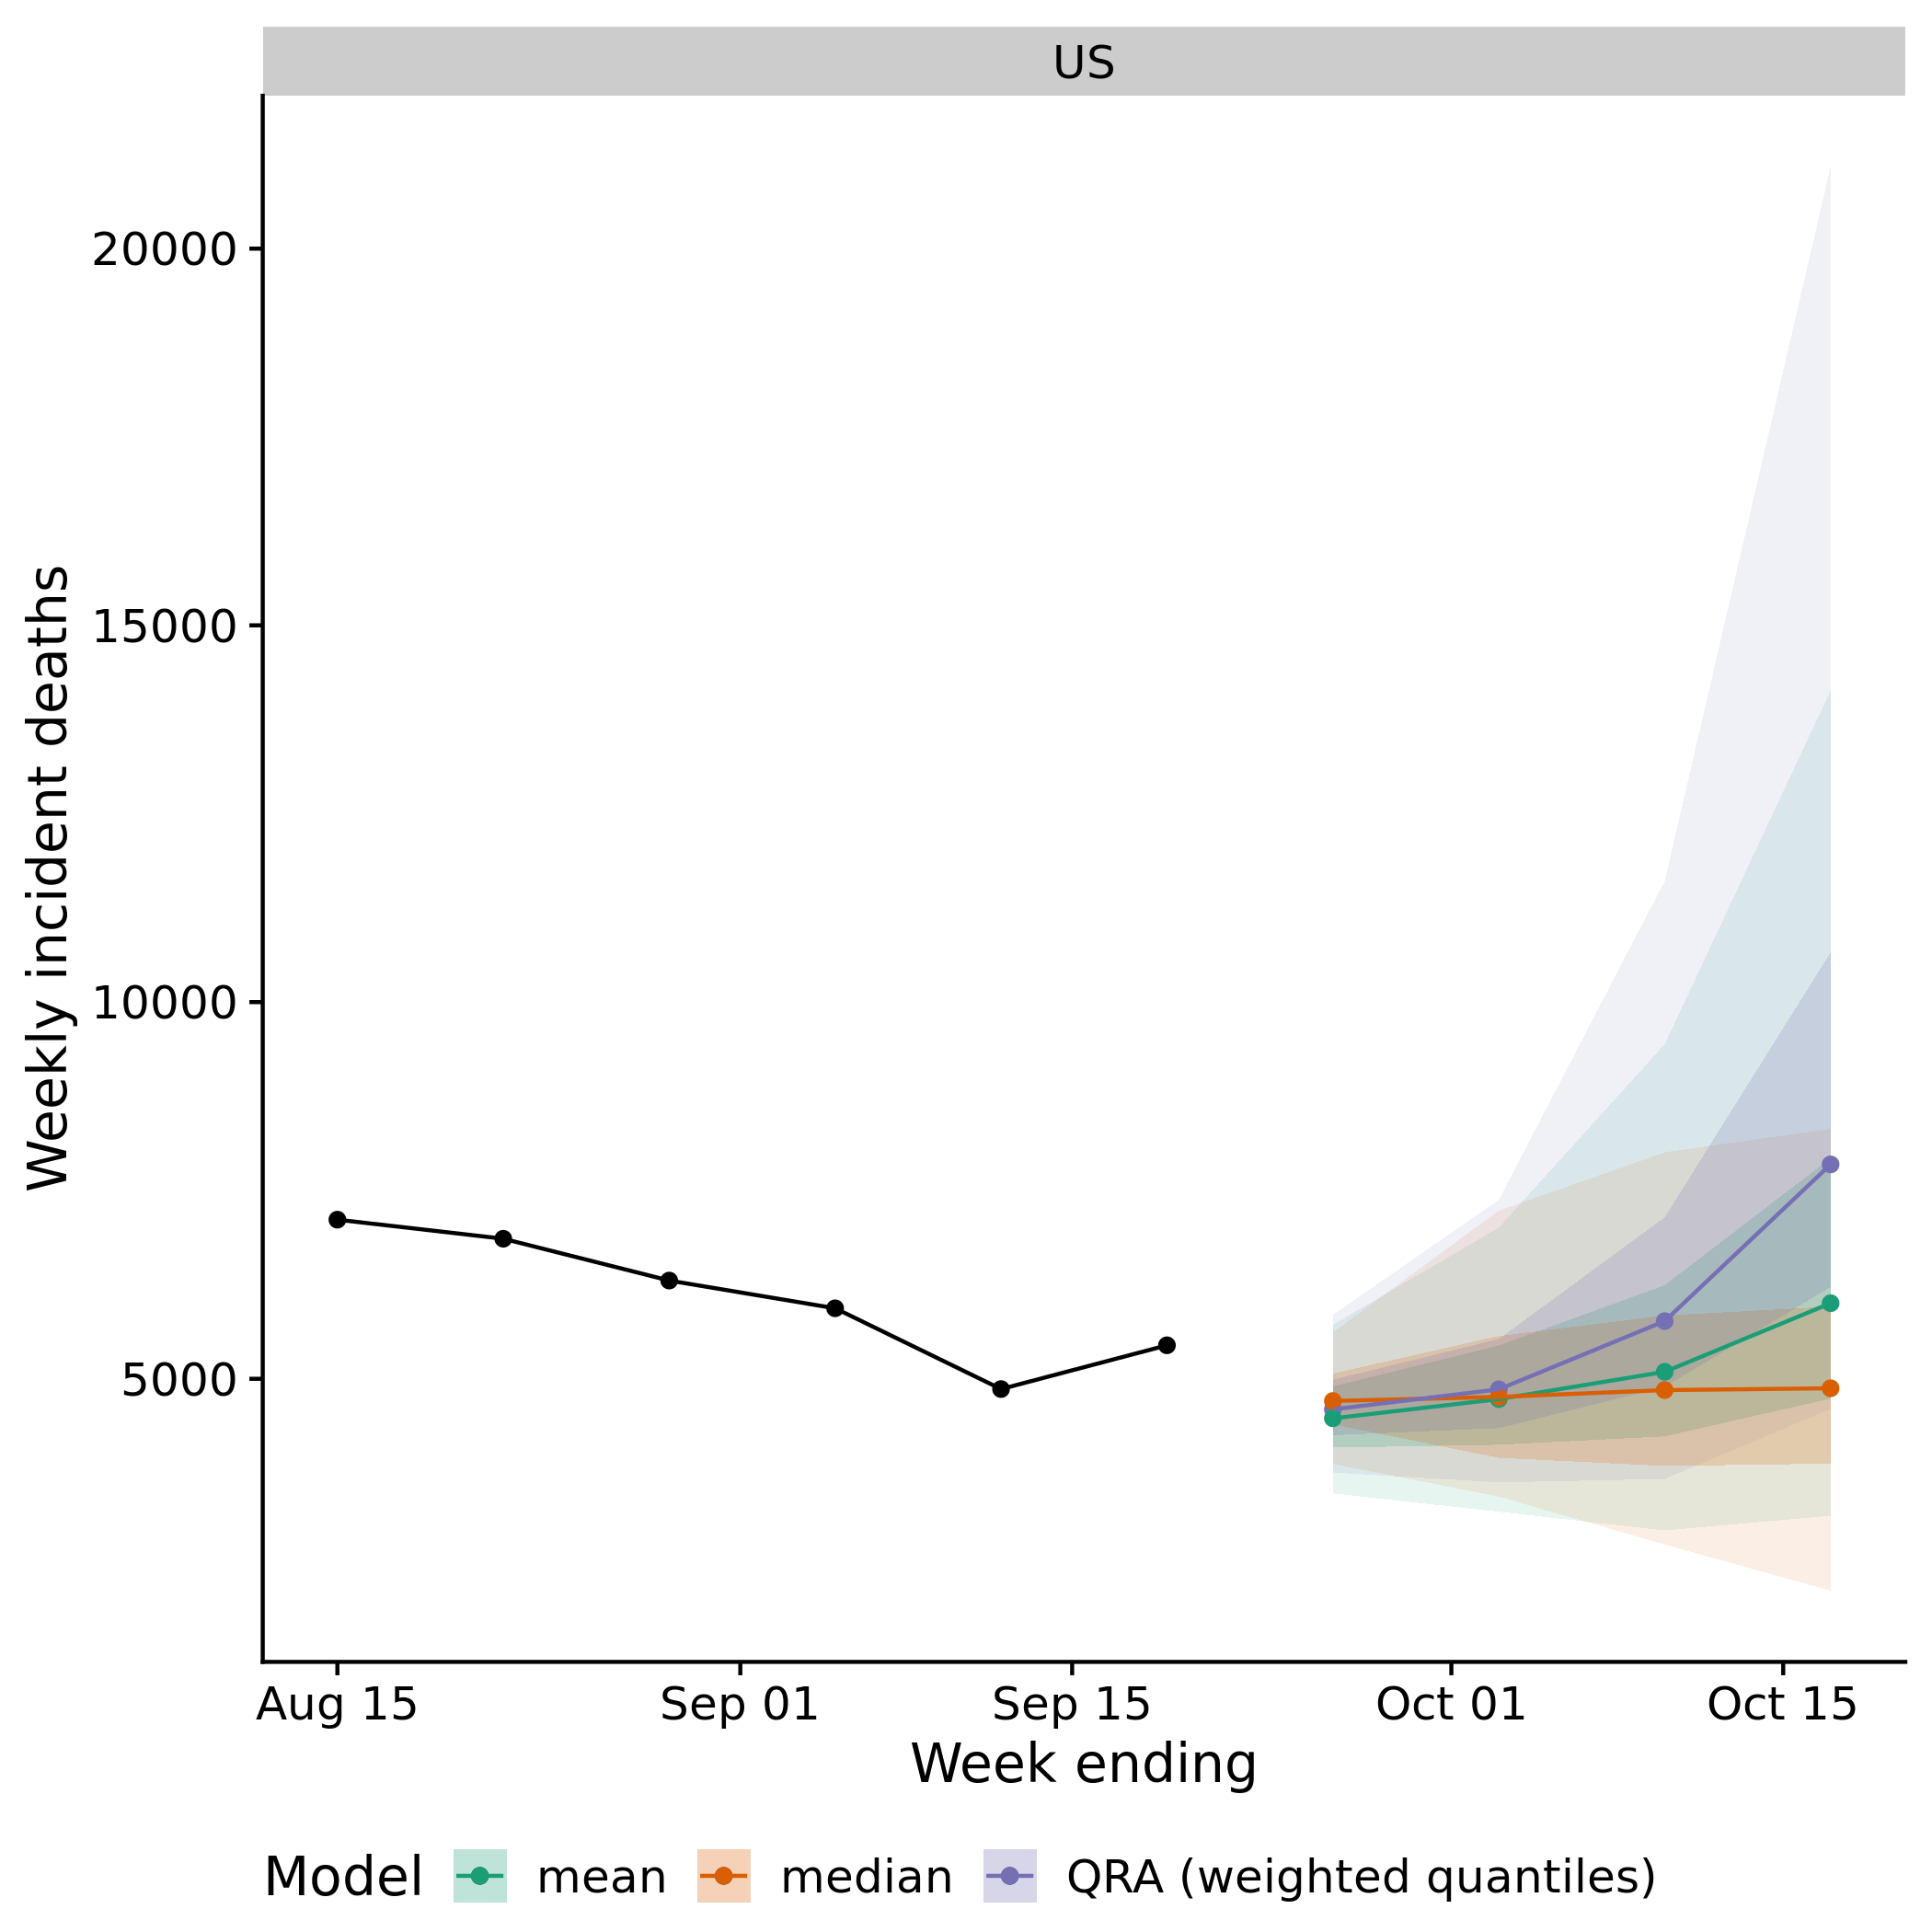 US
Weekly incident deaths
20000
15000
10000
5000
Aug 15 Sep 01 Sep 15 Oct 01 Oct 15
Week ending
Model mean median QRA (weighted quantiles)